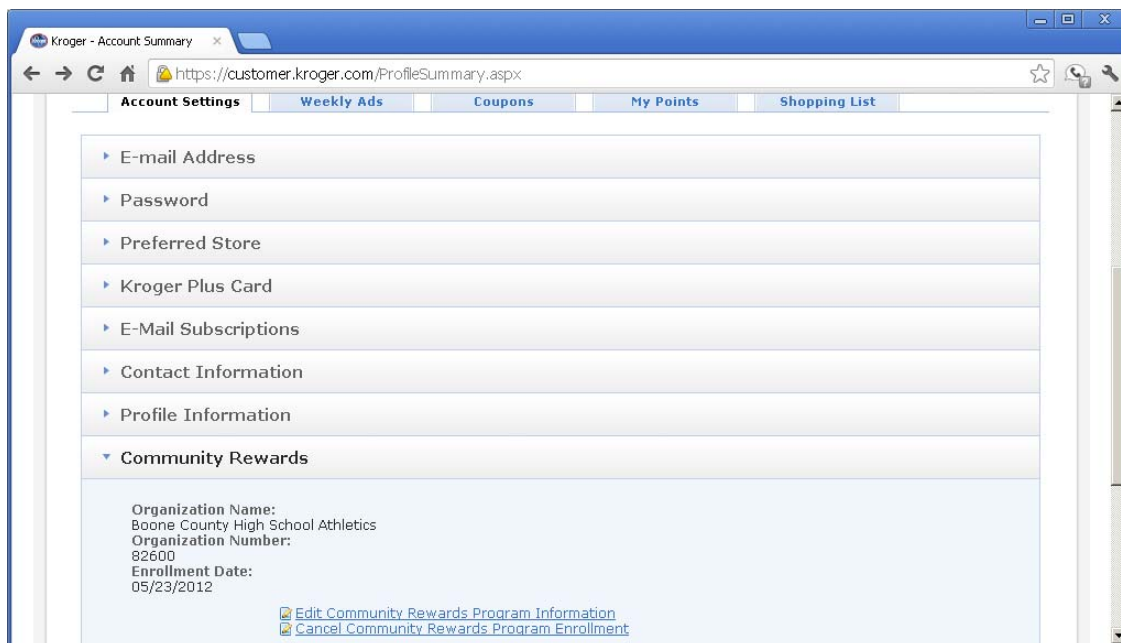 Kroger - Account Summary
https://customer.kroger.com/ProfileSummary.aspx
Account Settings Weekly Ads Coupons My Points Shopping List
E-mail Address
Password
Preferred Store
Kroger Plus Card
E-Mail Subscriptions
Contact Information
Profile Information
Community Rewards
Organization Name:
Boone County High School Athletics
Organization Number:
82600
Enrollment Date:
05/23/2012
Edit Community Rewards Program Information
Cancel Community Rewards Program Enrollment